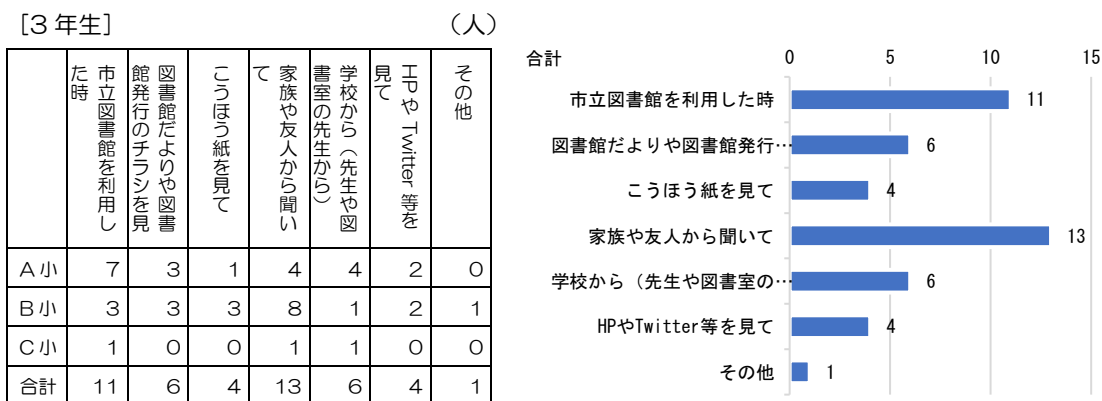 [3年生] (人)
市立図書館を利用し
た時
図書館だよりや図書
館発行のチラシを見
こうほう紙を見て
家族や友人から聞い
て
学校から（先生や図
書室の先生から）
HPやTwitter等を
見て
その他
A小 7 3 1 4 4 2 0
B小 3 3 3 8 1 2 1
C小 1 0 0 1 1 0 0
合計 11 6 4 13 6 4 1
合計
0 5 10 15
市立図書館を利用した時 11
図書館だよりや図書館発行… 6
こうほう紙を見て 4
家族や友人から聞いて 13
学校から（先生や図書室の… 6
HPやTwitter等を見て 4
その他 1